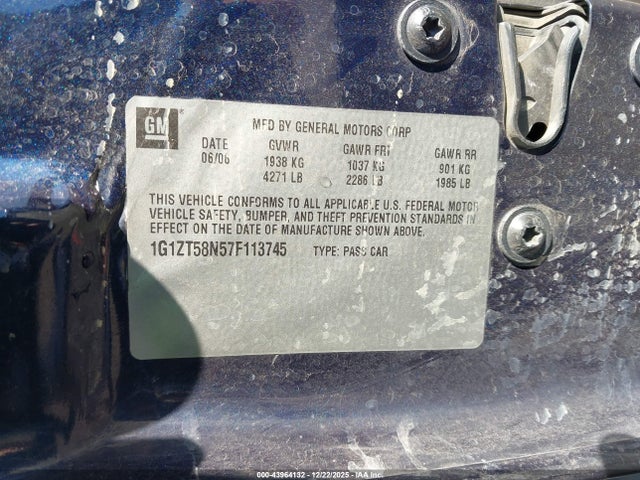 GM
MFD BY GENERAL MOTORS CORP
DATE GVWR GAWR FRT GAWR RR
06/06 1938 KG 1037 KG 901 KG
4271 LB 2286 LB 1985 LB
THIS VEHICLE CONFORMS TO ALL APPLICABLE U.S. FEDERAL MOTOR
VEHICLE SAFETY, BUMPER, AND THEFT PREVENTION STANDARDS IN
EFFECT ON THE DATE OF MANUFACTURE SHOWN ABOVE.
1G1ZT58N57F113745 TYPE: PASS CAR
000-43964132 - 12/22/2025 - IAA Inc.